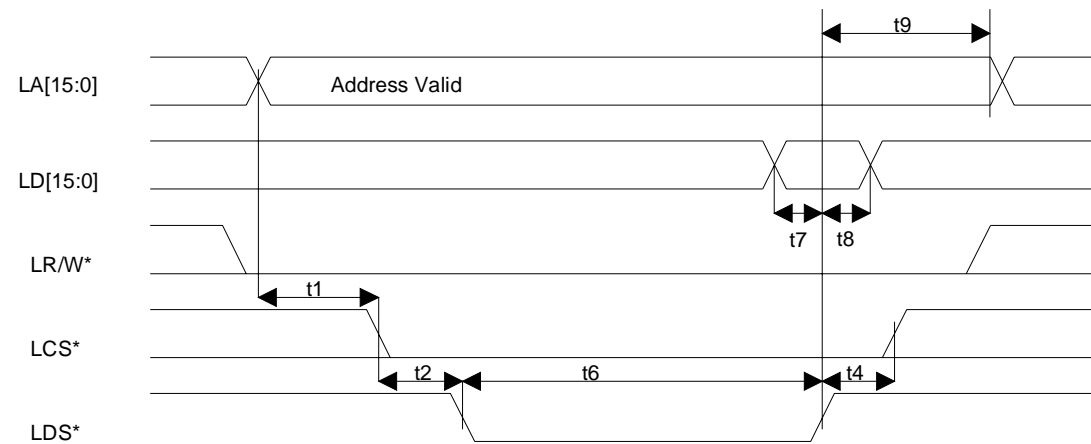 t9
LA[15:0]
Address Valid
LD[15:0]
t7
t8
LR/W*
t1
LCS*
t2
t6
t4
LDS*